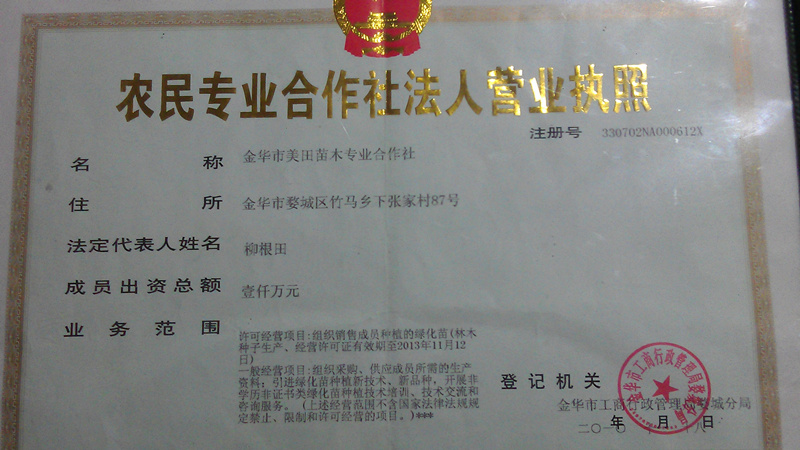 农民专业合作社法人营业执照
注册号 330702NA000612X
名称 金华市美田苗木专业合作社
住所 金华市婺城区竹马乡下张家村87号
法定代表人姓名 柳根田
成员出资总额 壹仟万元
业务范围
许可经营项目:组织销售成员种植的绿化苗(林木
种子生产、经营许可证有效期至2013年11月12
日)
一般经营项目:组织采购、供应成员所需的生产
资料;引进绿化苗种植新技术、新品种,开展非
学历非证书类绿化苗种植技术培训、技术交流和
咨询服务。(上述经营范围不含国家法律法规规
定禁止、限制和许可经营的项目。)***
登记机关
金华市工商行政管理局婺城分局
年 月 日
二〇一〇